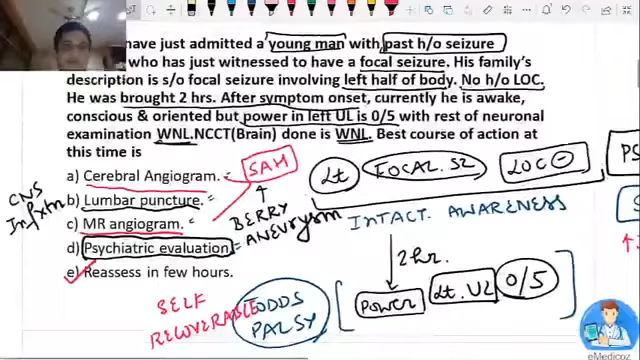 have just admitted a young man with past h/o seizure
who has just witnessed to have a focal seizure. His family's
description is s/o focal seizure involving left half of body. No h/o LOC.
He was brought 2 hrs. After symptom onset, currently he is awake,
conscious & oriented but power in left UL is 0/5 with rest of neuronal
examination WNL.NCCT(Brain) done is WNL. Best course of action
at this time is
a) Cerebral Angiogram.
b) Lumbar puncture.
c) MR angiogram.
d) Psychiatric evaluation
e) Reassess in few hours.
CNS
SAH
BERRY
ANEURYSM
Lt FOCAL. SZ LOC ⊖
INTACT. AWARENESS
2hr.
POWER Lt. UL 0/5
SELF
RECOVERABLE
TODDS
PALSY
PS
S
eMedicoz